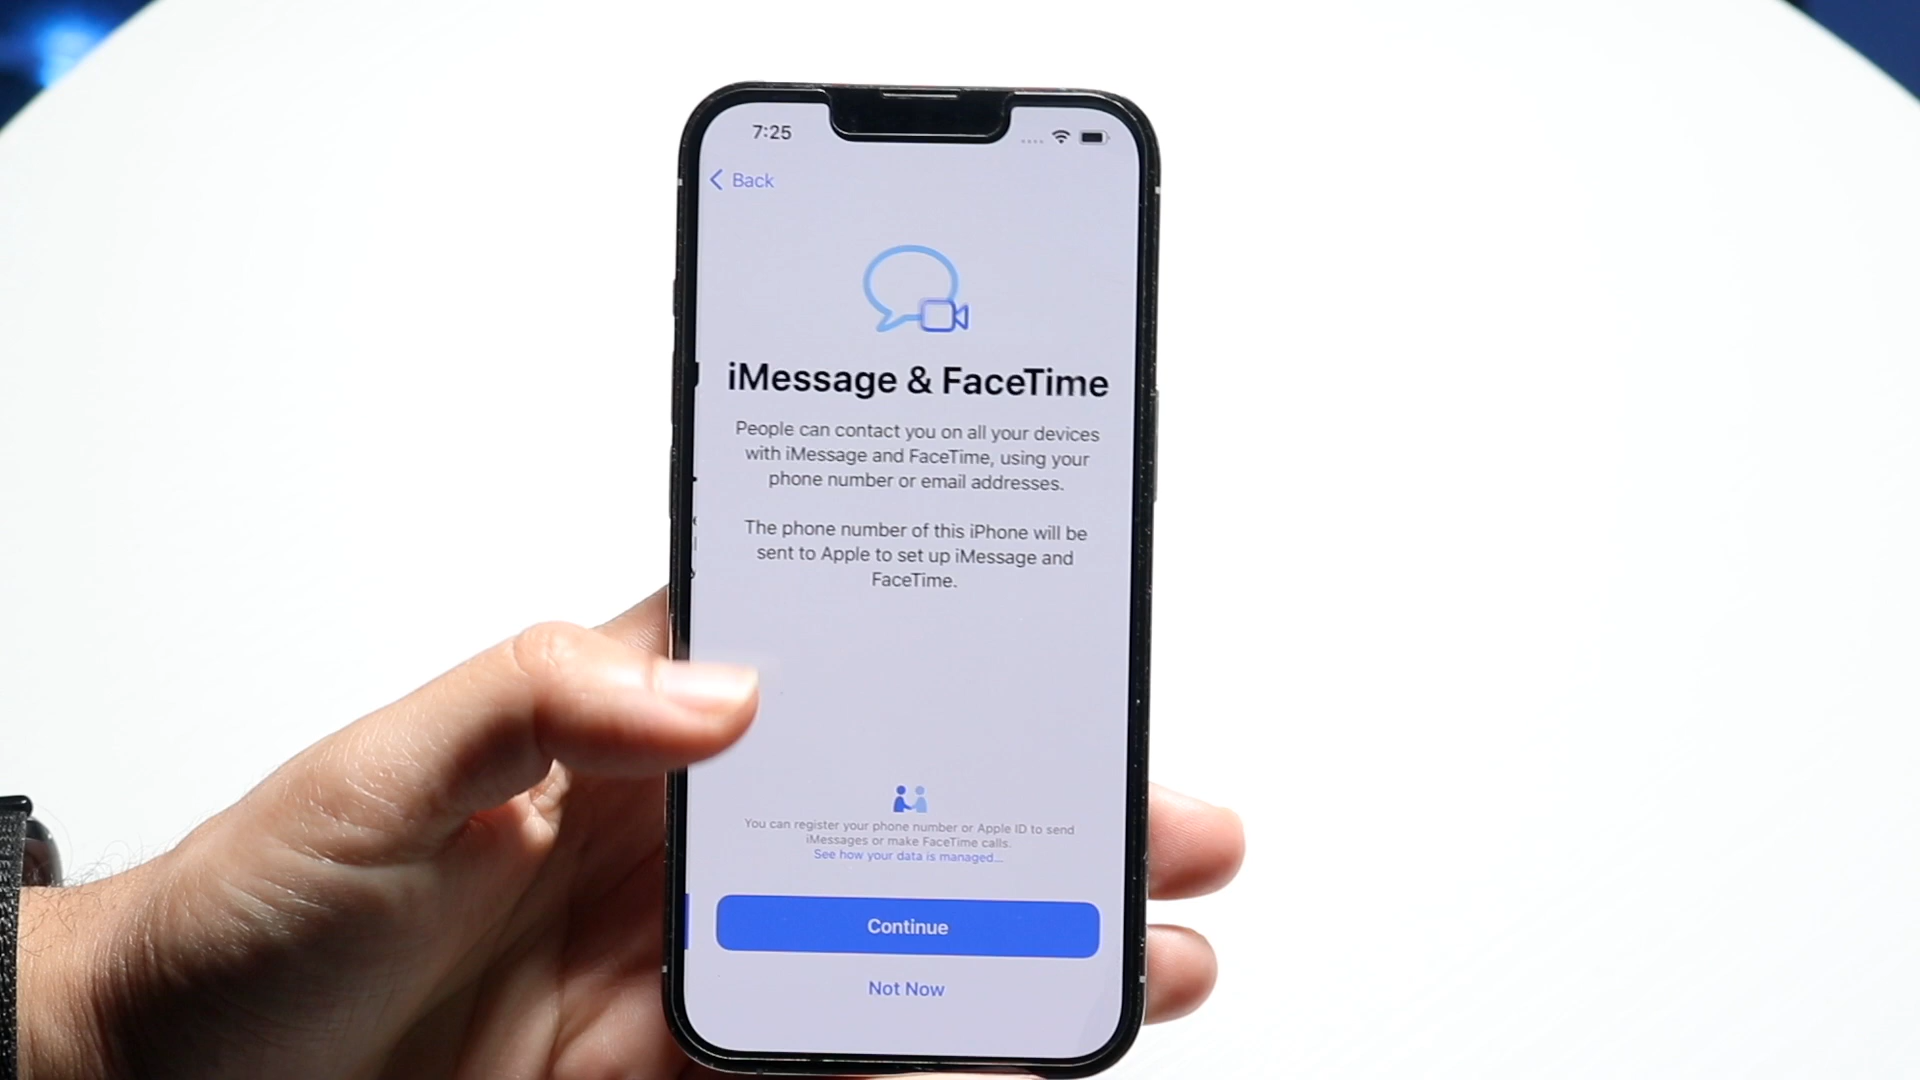 7:25
Back
iMessage & FaceTime
People can contact you on all your devices
with iMessage and FaceTime, using your
phone number or email addresses.
The phone number of this iPhone will be
sent to Apple to set up iMessage and
FaceTime.
You can register your phone number or Apple ID to send
iMessages or make FaceTime calls.
See how your data is managed...
Continue
Not Now